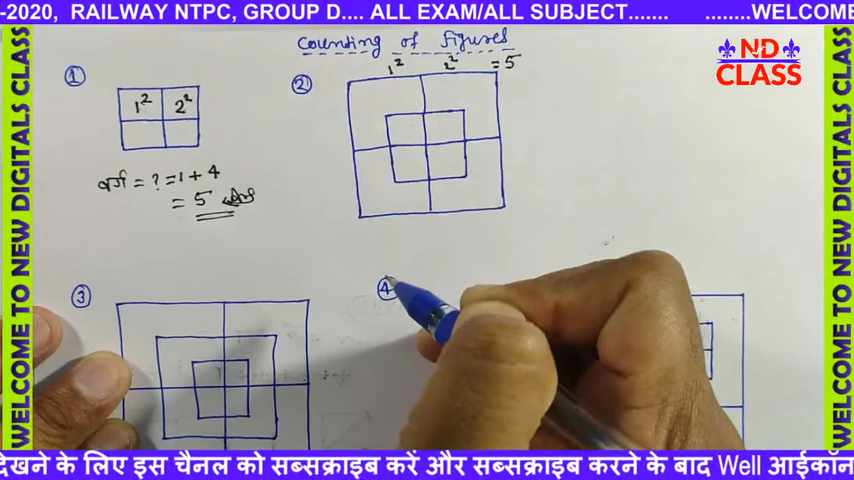 -2020, RAILWAY NTPC, GROUP D.... ALL EXAM/ALL SUBJECT....... ........WELCOME
WELCOME TO NEW DIGITALS CLASS
Counting of figures
ND
CLASS
①
1² 2²
वर्ग = ? = 1 + 4
= 5
②
1² 2² = 5
③
④
WELCOME TO NEW DIGITALS CLASS
देखने के लिए इस चैनल को सब्सक्राइब करें और सब्सक्राइब करने के बाद Well आईकॉन